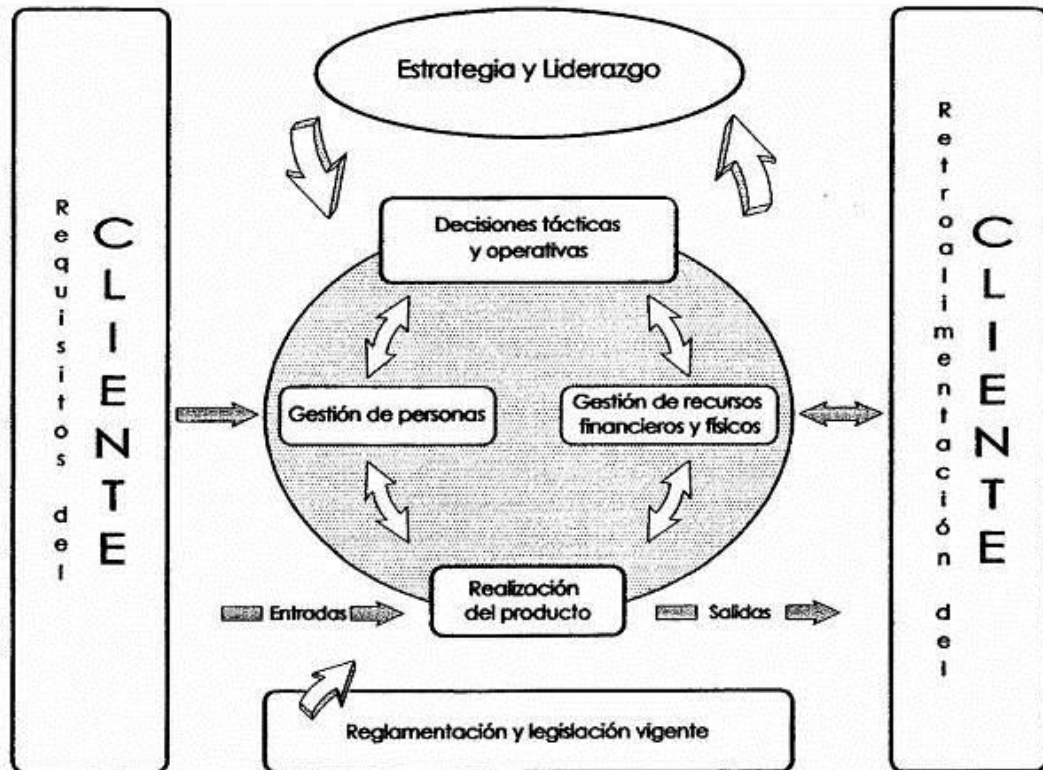 Estrategia y Liderazgo
Requisitos del
CLIENTE
Decisiones tácticas
y operativas
Gestión de personas
Gestión de recursos
financieros y físicos
Realización
del producto
Entradas
Salidas
Reglamentación y legislación vigente
Retroalimentación del
CLIENTE